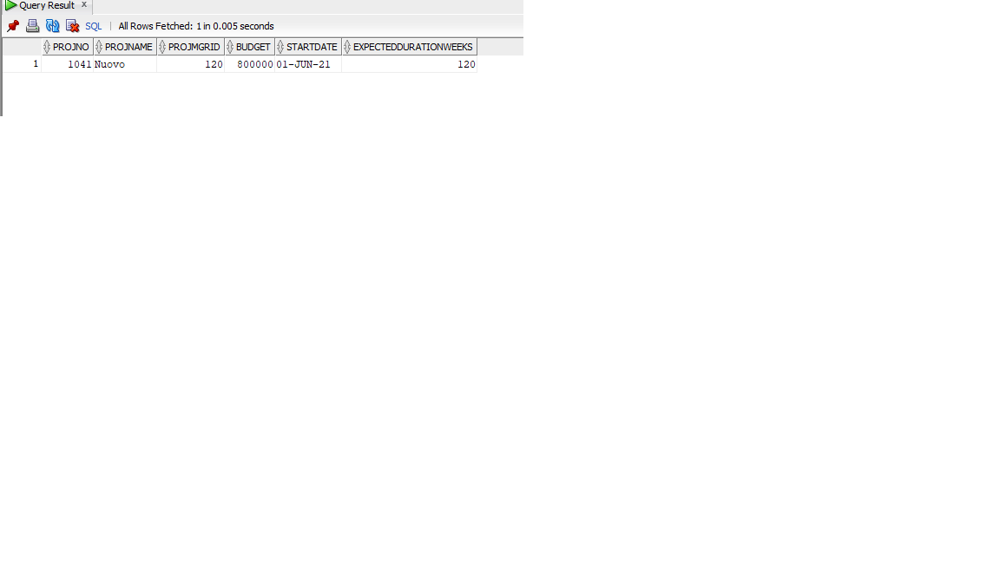 Query Result x
SQL | All Rows Fetched: 1 in 0.005 seconds
PROJNO PROJNAME PROJMGRID BUDGET STARTDATE EXPECTEDDURATIONWEEKS
1 1041 Nuovo 120 800000 01-JUN-21 120